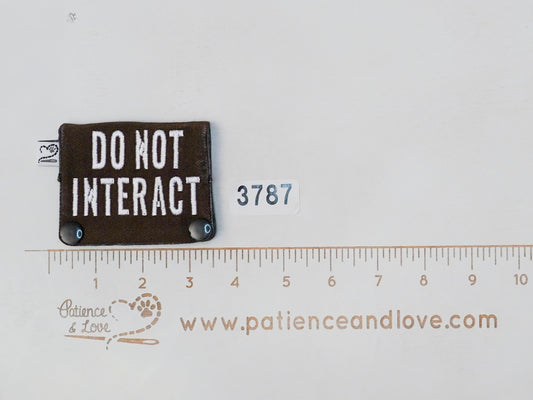 DO NOT
INTERACT
3787
1 2 3 4 5 6 7 8 9 10
Patience
& Love
www.patienceandlove.com